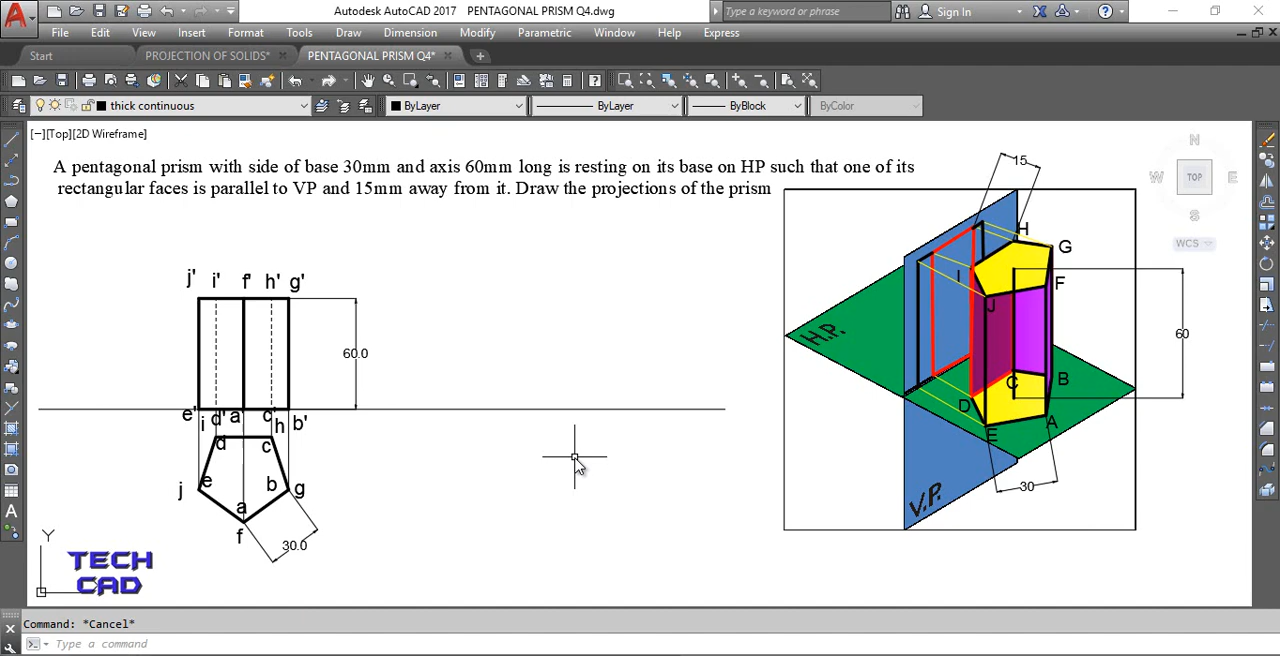 Autodesk AutoCAD 2017 PENTAGONAL PRISM Q4.dwg
Type a keyword or phrase
Sign In
File Edit View Insert Format Tools Draw Dimension Modify Parametric Window Help Express
Start
PROJECTION OF SOLIDS*
PENTAGONAL PRISM Q4*
thick continuous
ByLayer
ByLayer
ByBlock
ByColor
[−][Top][2D Wireframe]
A pentagonal prism with side of base 30mm and axis 60mm long is resting on its base on HP such that one of its
rectangular faces is parallel to VP and 15mm away from it. Draw the projections of the prism
N
W TOP E
S
WCS
15
H
G
I
F
J
H.P.
60
C
B
D
A
E
30
V.P.
j' i' f' h' g'
60.0
e' d' a' c' b'
i h
d c
j e b g
a
f
30.0
Y
TECH
CAD
Command: *Cancel*
Type a command